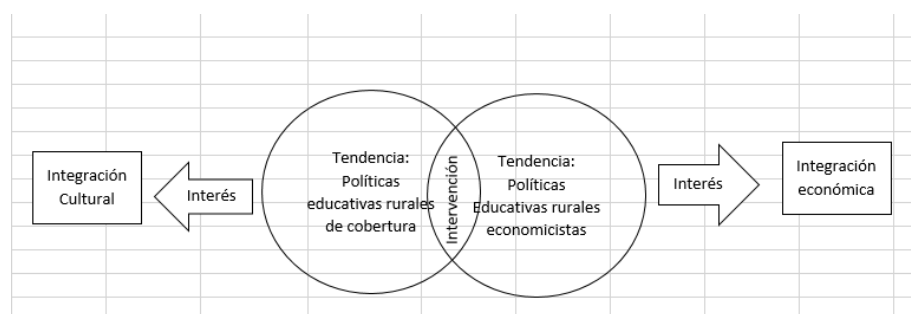 Integración
Cultural
Interés
Tendencia:
Políticas
educativas rurales
de cobertura
Intervención
Tendencia:
Políticas
Educativas rurales
economicistas
Interés
Integración
económica